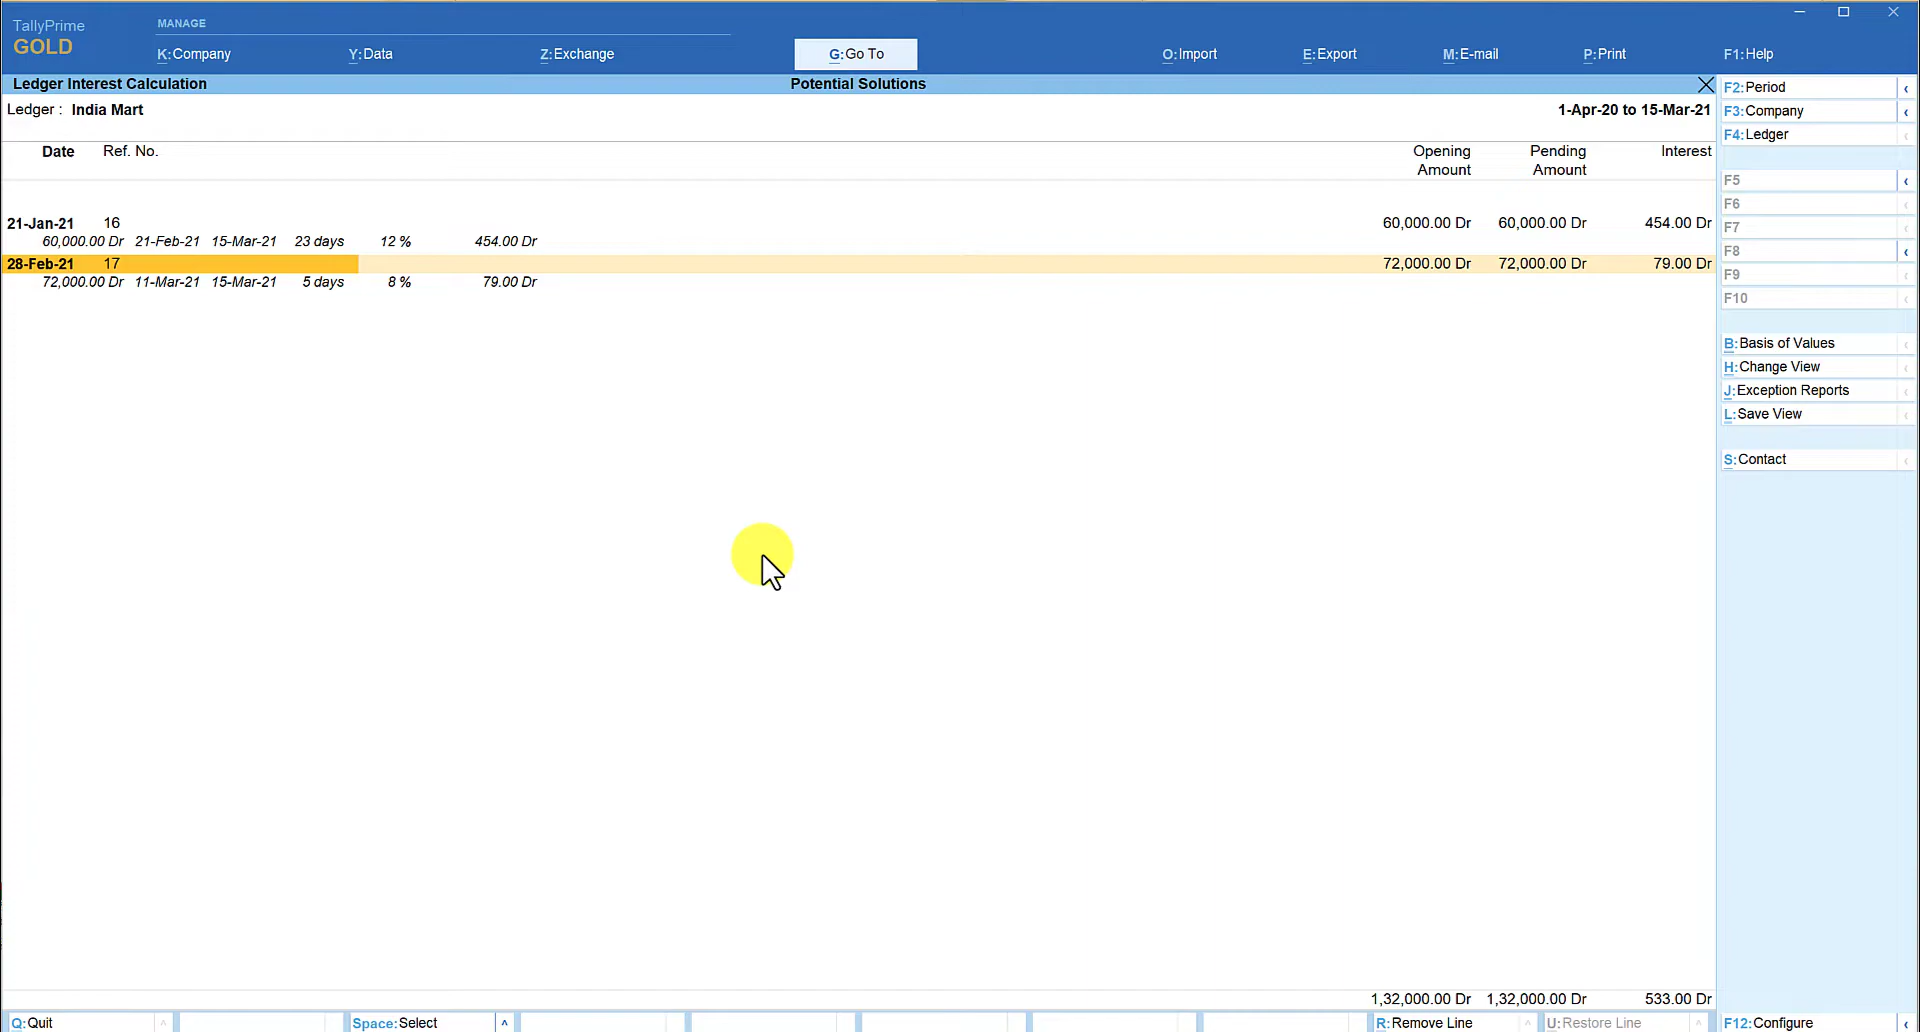 TallyPrime
GOLD
MANAGE
K:Company Y:Data Z:Exchange G:Go To O:Import E:Export M:E-mail P:Print F1:Help
Ledger Interest Calculation Potential Solutions
Ledger : India Mart 1-Apr-20 to 15-Mar-21
Date Ref. No. Opening Amount Pending Amount Interest
21-Jan-21 16 60,000.00 Dr 60,000.00 Dr 454.00 Dr
60,000.00 Dr 21-Feb-21 15-Mar-21 23 days 12 % 454.00 Dr
28-Feb-21 17 72,000.00 Dr 72,000.00 Dr 79.00 Dr
72,000.00 Dr 11-Mar-21 15-Mar-21 5 days 8 % 79.00 Dr
1,32,000.00 Dr 1,32,000.00 Dr 533.00 Dr
F2:Period
F3:Company
F4:Ledger
F5
F6
F7
F8
F9
F10
B:Basis of Values
H:Change View
J:Exception Reports
L:Save View
S:Contact
Q:Quit Space:Select R:Remove Line U:Restore Line F12:Configure